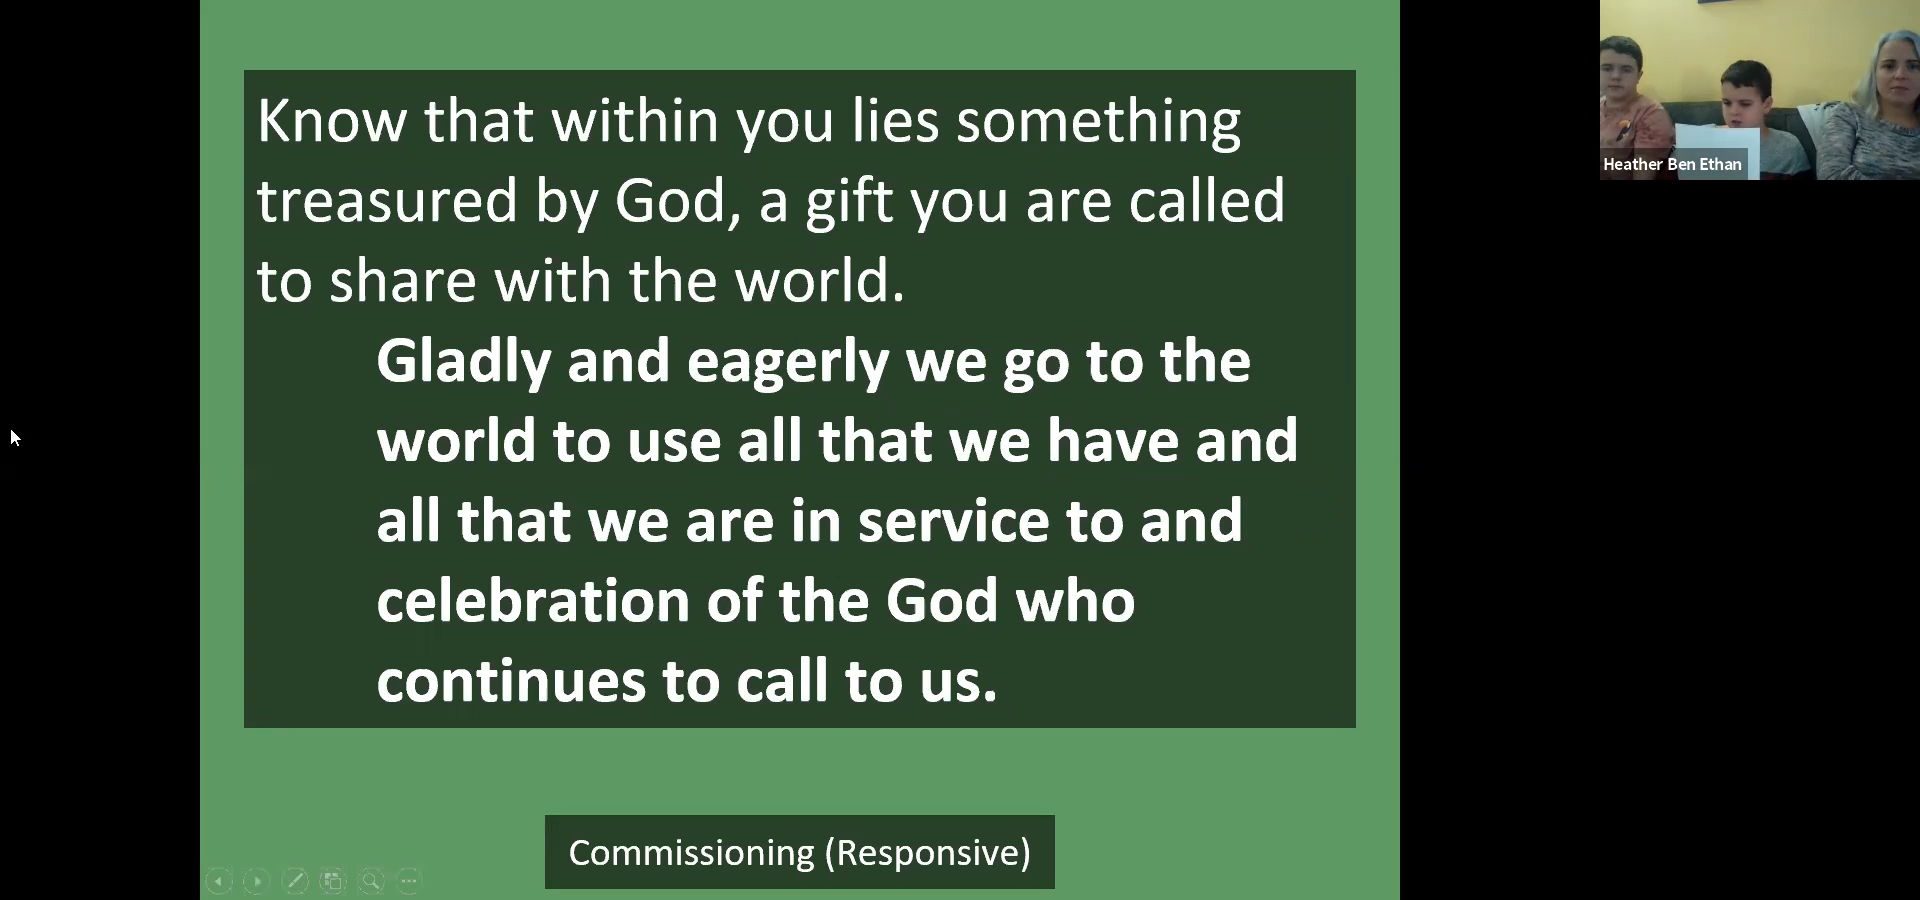 Know that within you lies something
treasured by God, a gift you are called
to share with the world.
Gladly and eagerly we go to the
world to use all that we have and
all that we are in service to and
celebration of the God who
continues to call to us.
Commissioning (Responsive)
Heather Ben Ethan